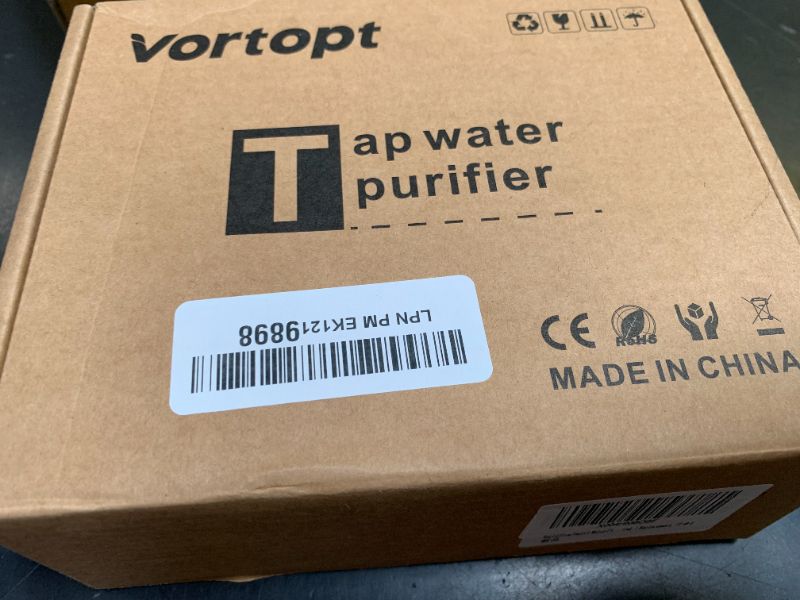 vortopt
Tap water
purifier
LPN PM EK1219898
CE
RoHS
MADE IN CHINA